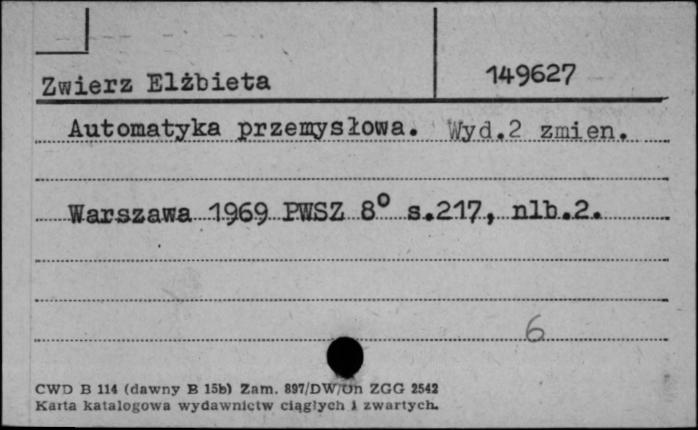 Zwierz Elżbieta 149627
Automatyka przemysłowa. Wyd.2 zmien.
Warszawa 1969 PWSZ 8° s.217, nlb.2.
6
CWD B 114 (dawny B 15b) Zam. 897/DW/Un ZGG 2542
Karta katalogowa wydawnictw ciągłych i zwartych.